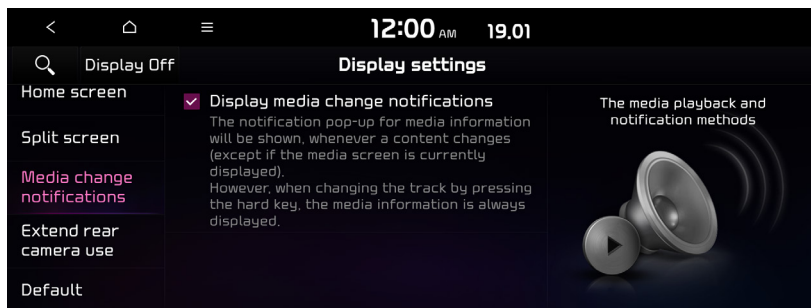 12:00 AM 19.01
Display Off
Display settings
Home screen
Split screen
Media change
notifications
Extend rear
camera use
Default
Display media change notifications
The notification pop-up for media information
will be shown, whenever a content changes
(except if the media screen is currently
displayed).
However, when changing the track by pressing
the hard key, the media information is always
displayed.
The media playback and
notification methods